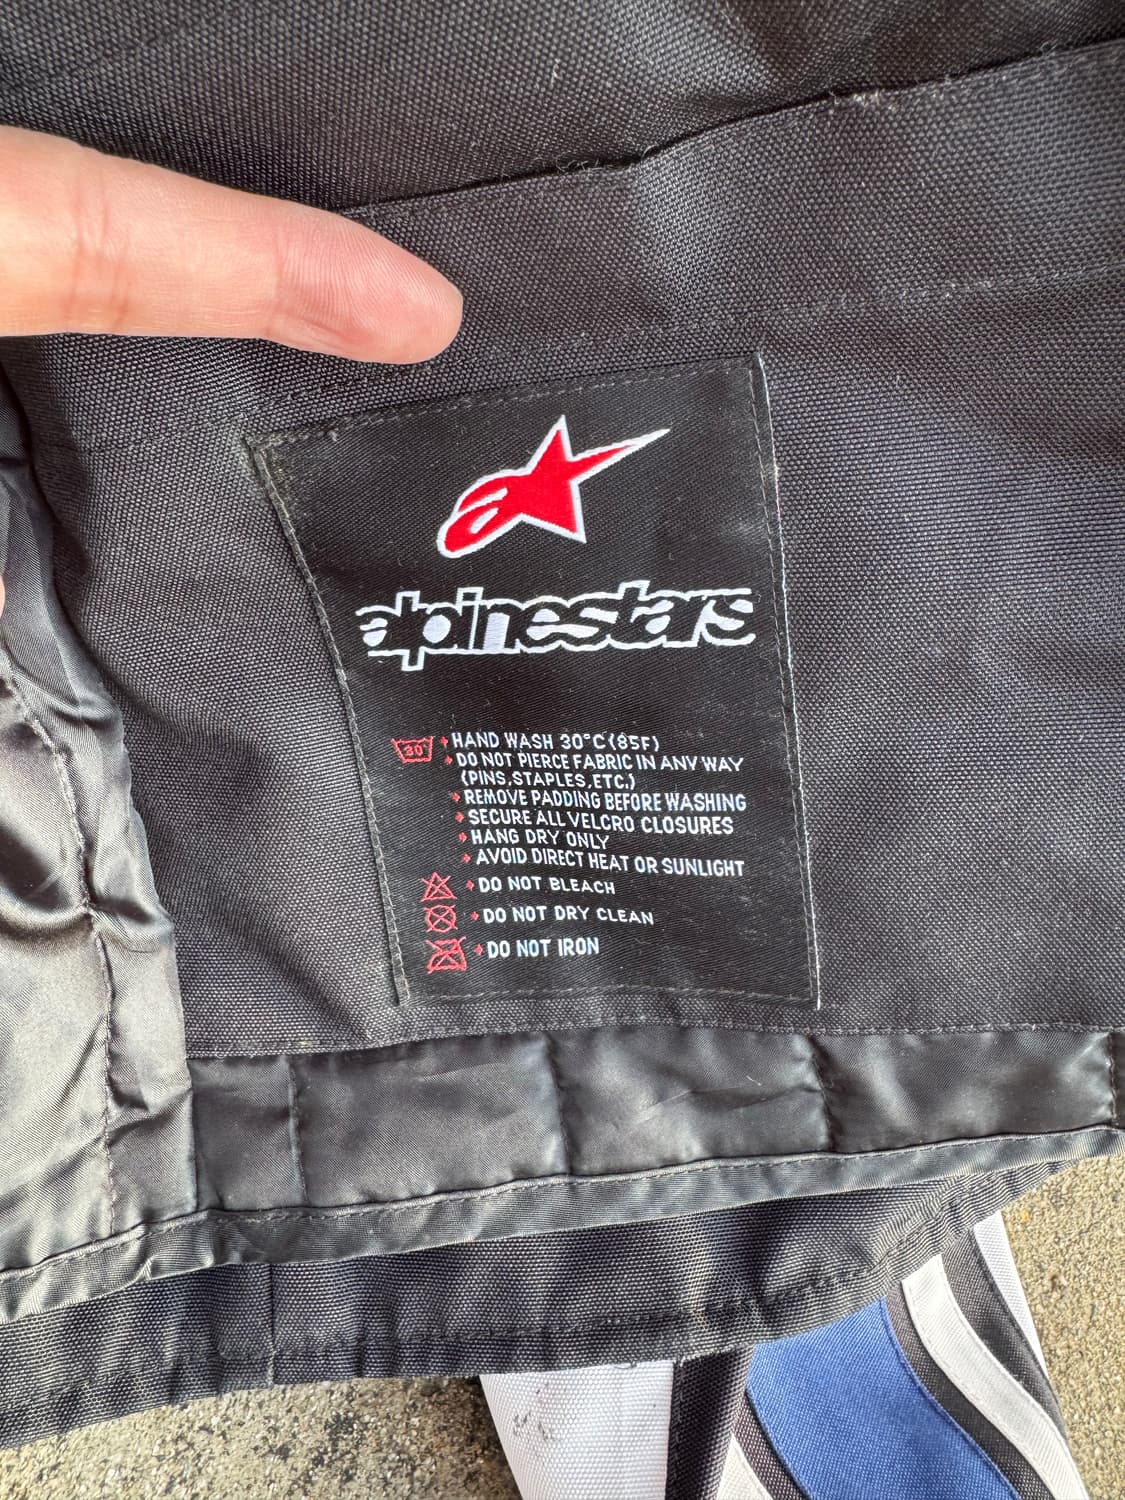 alpinestars
30° HAND WASH 30°C(85F)
DO NOT PIERCE FABRIC IN ANY WAY
(PINS,STAPLES,ETC.)
REMOVE PADDING BEFORE WASHING
SECURE ALL VELCRO CLOSURES
HANG DRY ONLY
AVOID DIRECT HEAT OR SUNLIGHT
DO NOT BLEACH
DO NOT DRY CLEAN
DO NOT IRON